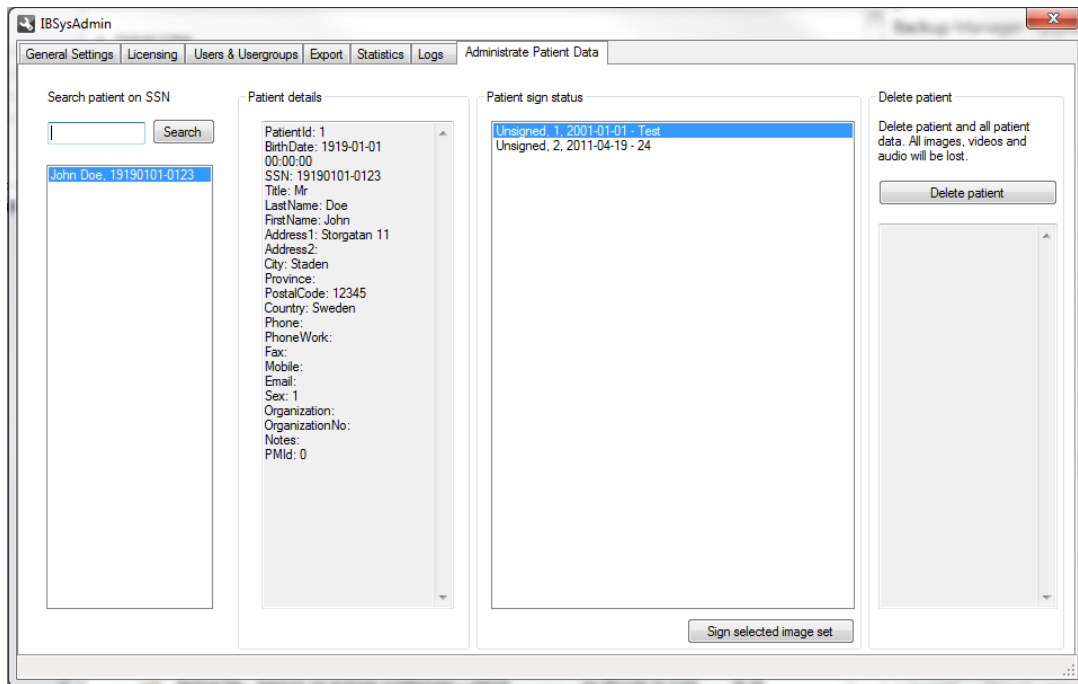 IBSysAdmin
Backup Manager
General Settings Licensing Users & Usergroups Export Statistics Logs Administrate Patient Data
Search patient on SSN
Search
John Doe, 19190101-0123
Patient details
PatientId: 1
BirthDate: 1919-01-01
00:00:00
SSN: 19190101-0123
Title: Mr
LastName: Doe
FirstName: John
Address1: Storgatan 11
Address2:
City: Staden
Province:
PostalCode: 12345
Country: Sweden
Phone:
PhoneWork:
Fax:
Mobile:
Email:
Sex: 1
Organization:
OrganizationNo:
Notes:
PMId: 0
Patient sign status
Unsigned, 1, 2001-01-01 - Test
Unsigned, 2, 2011-04-19 - 24
Sign selected image set
Delete patient
Delete patient and all patient
data. All images, videos and
audio will be lost.
Delete patient